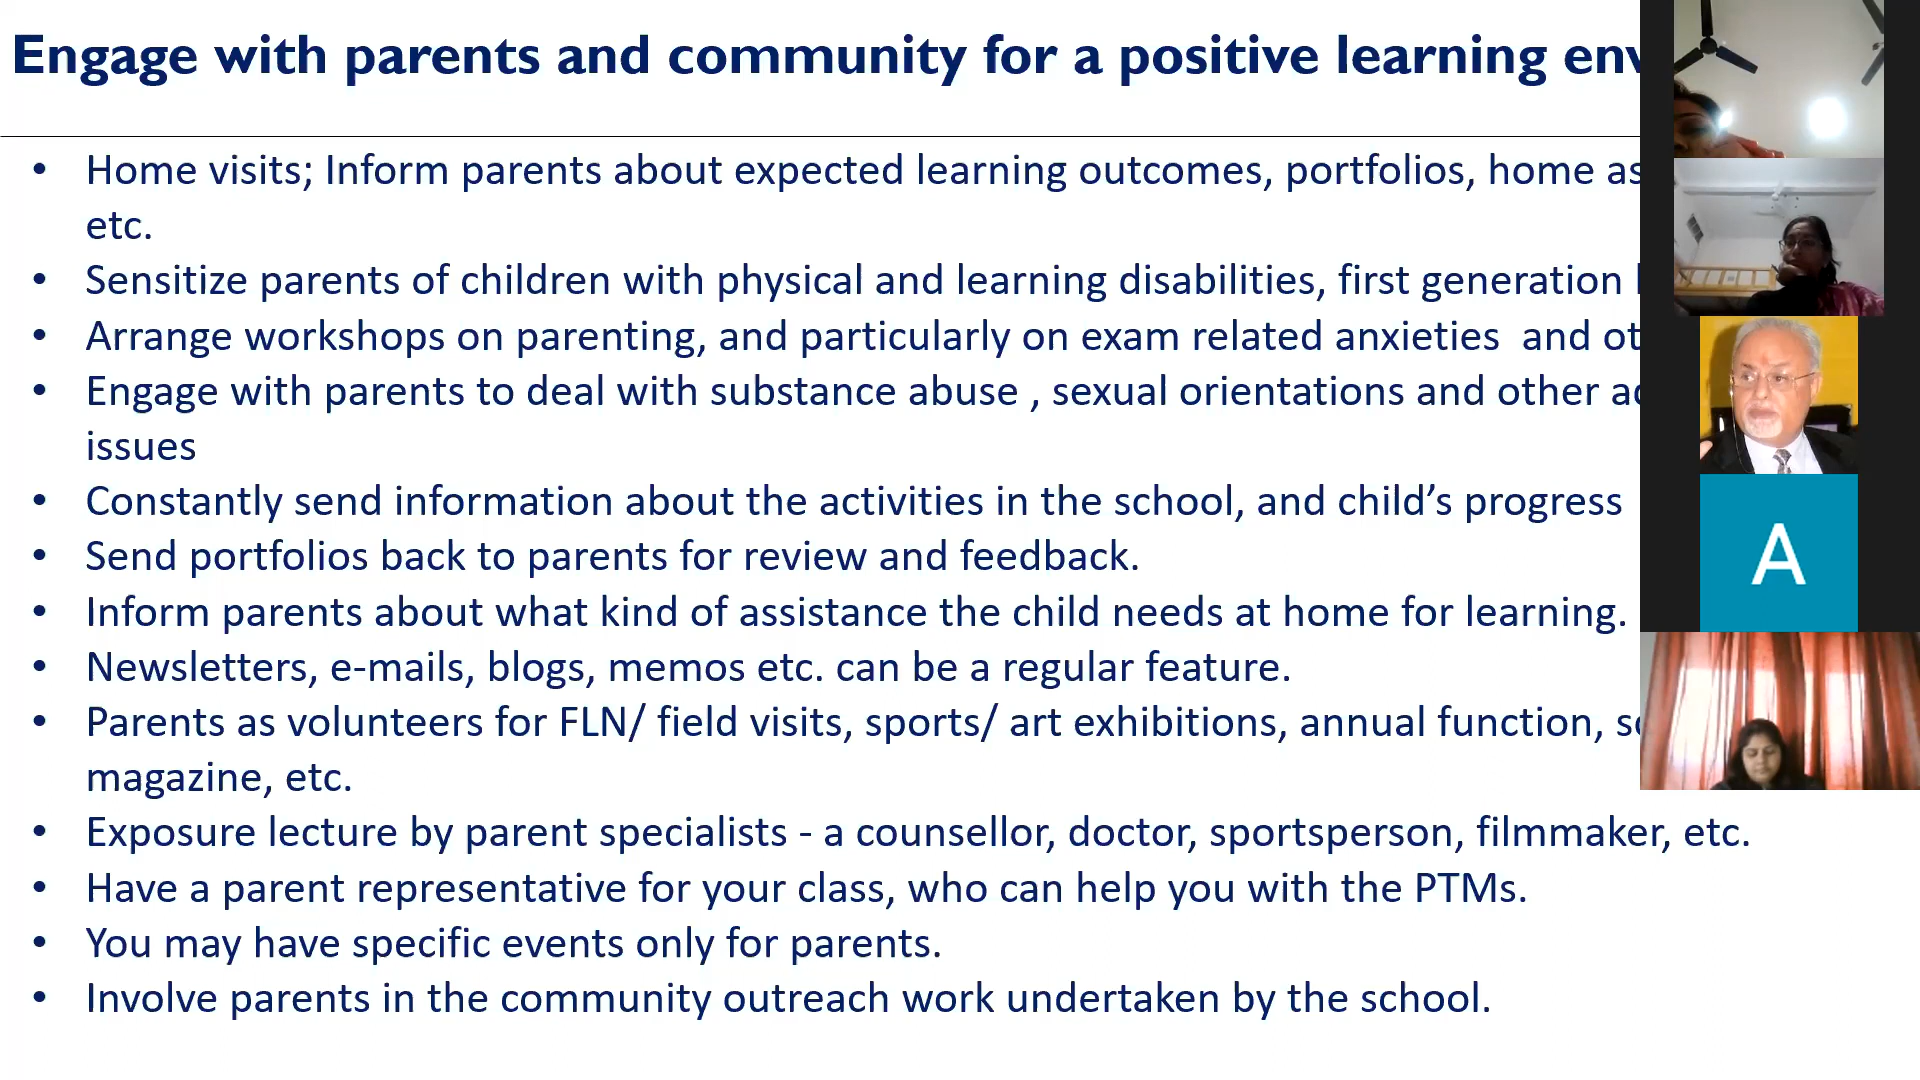 Engage with parents and community for a positive learning
• Home visits; Inform parents about expected learning outcomes, portfolios, home
etc.
• Sensitize parents of children with physical and learning disabilities, first generation
• Arrange workshops on parenting, and particularly on exam related anxieties and
• Engage with parents to deal with substance abuse , sexual orientations and other
issues
• Constantly send information about the activities in the school, and child’s progress
• Send portfolios back to parents for review and feedback.
• Inform parents about what kind of assistance the child needs at home for learning.
• Newsletters, e-mails, blogs, memos etc. can be a regular feature.
• Parents as volunteers for FLN/ field visits, sports/ art exhibitions, annual function,
magazine, etc.
• Exposure lecture by parent specialists - a counsellor, doctor, sportsperson, filmmaker, etc.
• Have a parent representative for your class, who can help you with the PTMs.
• You may have specific events only for parents.
• Involve parents in the community outreach work undertaken by the school.
A